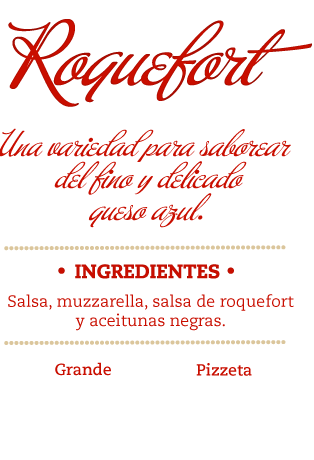 Roquefort
Una variedad para saborear
del fino y delicado
queso azul.
• INGREDIENTES •
Salsa, muzzarella, salsa de roquefort
y aceitunas negras.
Grande Pizzeta